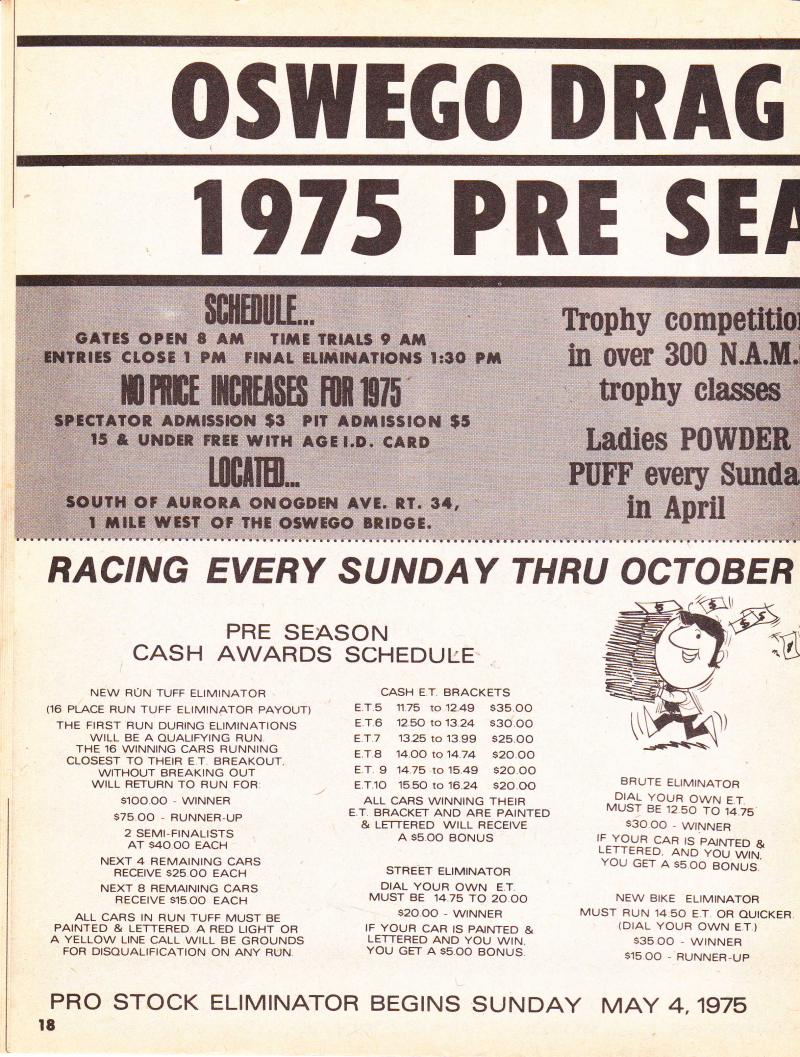 OSWEGO DRAG
1975 PRE SEA
SCHEDULE...
GATES OPEN 8 AM TIME TRIALS 9 AM
ENTRIES CLOSE 1 PM FINAL ELIMINATIONS 1:30 PM
NO PRICE INCREASES FOR 1975
SPECTATOR ADMISSION $3 PIT ADMISSION $5
15 & UNDER FREE WITH AGE I.D. CARD
LOCATED...
SOUTH OF AURORA ON OGDEN AVE. RT. 34,
1 MILE WEST OF THE OSWEGO BRIDGE.
Trophy competitio
in over 300 N.A.M.
trophy classes
Ladies POWDER
PUFF every Sunda
in April
RACING EVERY SUNDAY THRU OCTOBER
PRE SEASON
CASH AWARDS SCHEDULE
NEW RUN TUFF ELIMINATOR
(16 PLACE RUN TUFF ELIMINATOR PAYOUT)
THE FIRST RUN DURING ELIMINATIONS
WILL BE A QUALIFYING RUN.
THE 16 WINNING CARS RUNNING
CLOSEST TO THEIR E.T. BREAKOUT,
WITHOUT BREAKING OUT
WILL RETURN TO RUN FOR:
$100.00 - WINNER
$75.00 - RUNNER-UP
2 SEMI-FINALISTS
AT $40.00 EACH
NEXT 4 REMAINING CARS
RECEIVE $25.00 EACH
NEXT 8 REMAINING CARS
RECEIVE $15.00 EACH
ALL CARS IN RUN TUFF MUST BE
PAINTED & LETTERED. A RED LIGHT OR
A YELLOW LINE CALL WILL BE GROUNDS
FOR DISQUALIFICATION ON ANY RUN.
CASH E.T. BRACKETS
E.T.5 11.75 to 12.49 $35.00
E.T.6 12.50 to 13.24 $30.00
E.T.7 13.25 to 13.99 $25.00
E.T.8 14.00 to 14.74 $20.00
E.T. 9 14.75 to 15.49 $20.00
E.T.10 15.50 to 16.24 $20.00
ALL CARS WINNING THEIR
E.T. BRACKET AND ARE PAINTED
& LETTERED WILL RECEIVE
A $5.00 BONUS
STREET ELIMINATOR
DIAL YOUR OWN E.T.
MUST BE 14.75 TO 20.00
$20.00 - WINNER
IF YOUR CAR IS PAINTED &
LETTERED AND YOU WIN,
YOU GET A $5.00 BONUS.
$ $ $ $
BRUTE ELIMINATOR
DIAL YOUR OWN E.T.
MUST BE 12.50 TO 14.75
$30.00 - WINNER
IF YOUR CAR IS PAINTED &
LETTERED, AND YOU WIN,
YOU GET A $5.00 BONUS.
NEW BIKE ELIMINATOR
MUST RUN 14.50 E.T. OR QUICKER.
(DIAL YOUR OWN E.T.)
$35.00 - WINNER
$15.00 - RUNNER-UP
PRO STOCK ELIMINATOR BEGINS SUNDAY MAY 4, 1975
18